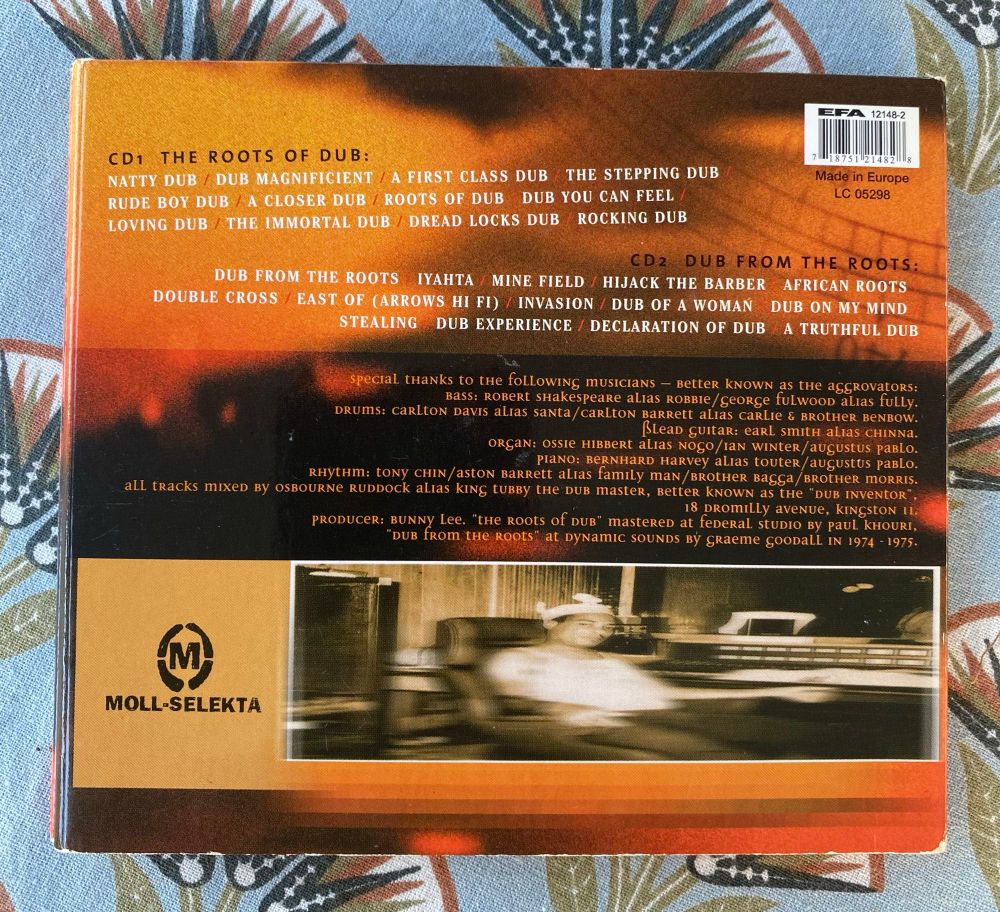 EFA 12148-2
7 18751 21482 8
Made in Europe
LC 05298
CD1 THE ROOTS OF DUB:
NATTY DUB / DUB MAGNIFICIENT / A FIRST CLASS DUB / THE STEPPING DUB /
RUDE BOY DUB / A CLOSER DUB / ROOTS OF DUB / DUB YOU CAN FEEL /
LOVING DUB / THE IMMORTAL DUB / DREAD LOCKS DUB / ROCKING DUB
CD2 DUB FROM THE ROOTS:
DUB FROM THE ROOTS IYAHTA / MINE FIELD / HIJACK THE BARBER AFRICAN ROOTS
DOUBLE CROSS / EAST OF (ARROWS HI FI) / INVASION / DUB OF A WOMAN DUB ON MY MIND
STEALING DUB EXPERIENCE / DECLARATION OF DUB / A TRUTHFUL DUB
special thanks to the following musicians – better known as the aggrovators:
bass: robert shakespeare alias robbie/george fulwood alias fully.
drums: carlton davis alias santa/carlton barrett alias carlie & brother benbow.
ßlead guitar: earl smith alias chinna.
organ: ossie hibbert alias nogo/ian winter/augustus pablo.
piano: bernhard harvey alias touter/augustus pablo.
rhythm: tony chin/aston barrett alias family man/brother bagga/brother morris.
all tracks mixed by osbourne ruddock alias king tubby the dub master, better known as the "dub inventor",
18 dromilly avenue, kingston 11.
producer: bunny lee. "the roots of dub" mastered at federal studio by paul khouri,
"dub from the roots" at dynamic sounds by graeme goodall in 1974 - 1975.
M
MOLL-SELEKTA